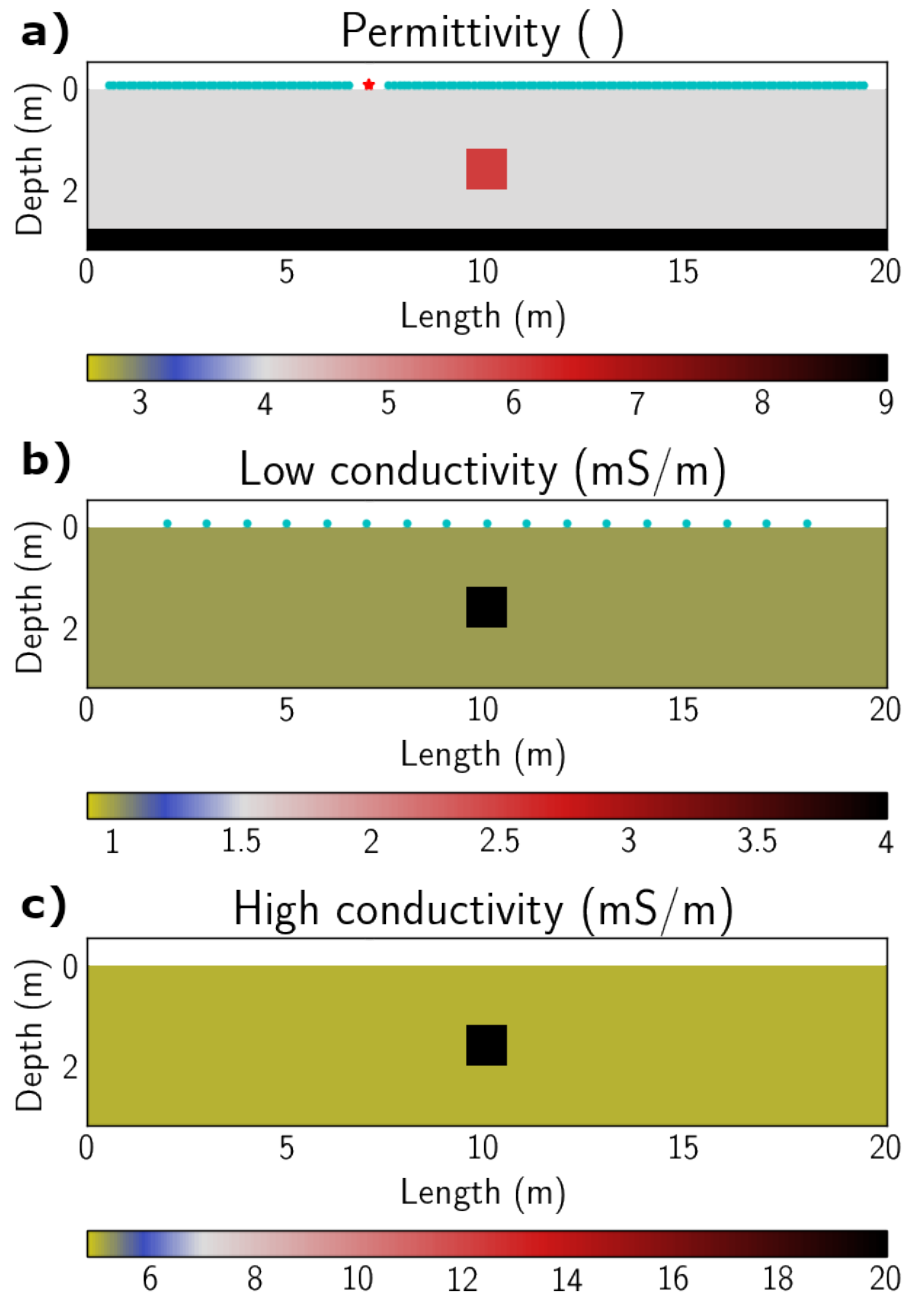 a) Permittivity ( )
Depth (m)
0
2
0 5 10 15 20
Length (m)
3 4 5 6 7 8 9
b) Low conductivity (mS/m)
Depth (m)
0
2
0 5 10 15 20
Length (m)
1 1.5 2 2.5 3 3.5 4
c) High conductivity (mS/m)
Depth (m)
0
2
0 5 10 15 20
Length (m)
6 8 10 12 14 16 18 20